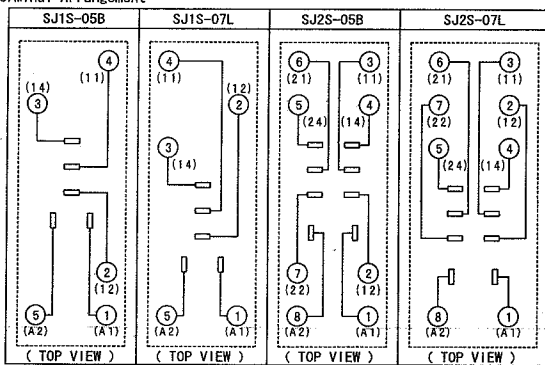 Terminal Arrangement
SJ1S-05B SJ1S-07L SJ2S-05B SJ2S-07L
4 4 6 3 6 3
(11) (11) (21) (11) (21) (11)
(14) (12)
3 2 5 4 7 2
(24) (14) (22) (12)
3 5 4
(14) (24) (14)
2 7 2
(12) (22) (12)
5 1 5 1 8 1 8 1
(A2) (A1) (A2) (A1) (A2) (A1) (A2) (A1)
( TOP VIEW ) ( TOP VIEW ) ( TOP VIEW ) ( TOP VIEW )